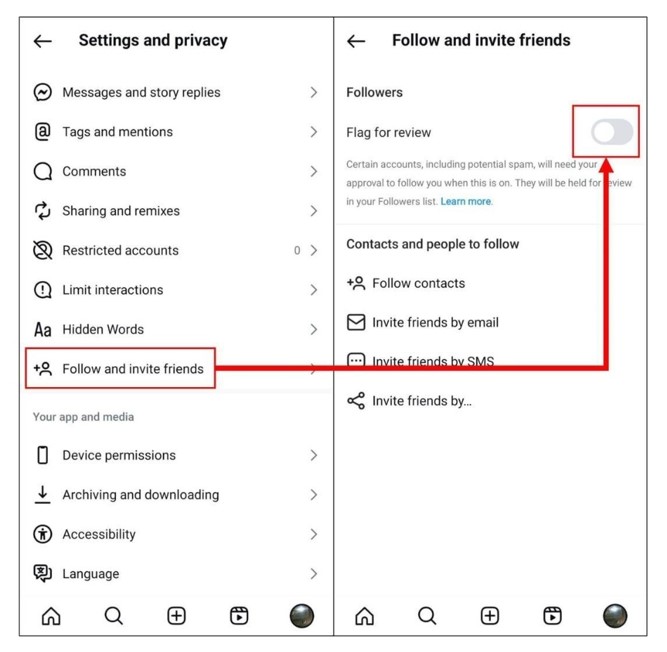 Settings and privacy
Messages and story replies
Tags and mentions
Comments
Sharing and remixes
Restricted accounts 0
Limit interactions
Aa Hidden Words
Follow and invite friends
Your app and media
Device permissions
Archiving and downloading
Accessibility
Language
Follow and invite friends
Followers
Flag for review
Certain accounts, including potential spam, will need your
approval to follow you when this is on. They will be held for review
in your Followers list. Learn more.
Contacts and people to follow
Follow contacts
Invite friends by email
Invite friends by SMS
Invite friends by...